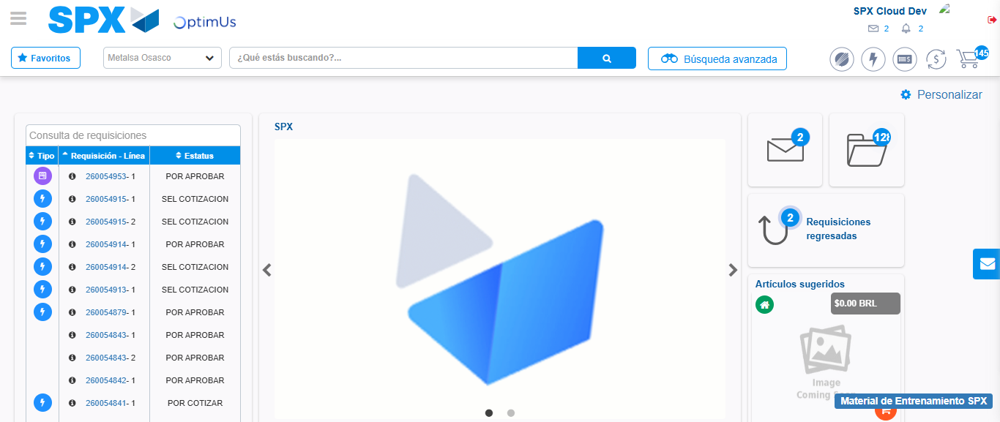 SPX
OptimUs
SPX Cloud Dev
2
2
Favoritos
Metalsa Osasco
¿Qué estás buscando?...
Búsqueda avanzada
145
Personalizar
Consulta de requisiciones
Tipo Requisición - Línea Estatus
260054953- 1 POR APROBAR
260054915- 1 SEL COTIZACION
260054915- 2 SEL COTIZACION
260054914- 1 POR APROBAR
260054914- 2 SEL COTIZACION
260054913- 1 SEL COTIZACION
260054879- 1 POR APROBAR
260054843- 1 POR APROBAR
260054843- 2 POR APROBAR
260054842- 1 POR APROBAR
260054841- 1 POR COTIZAR
SPX
2
2
Requisiciones
regresadas
Artículos sugeridos
$0.00 BRL
Image
Coming
Material de Entrenamiento SPX